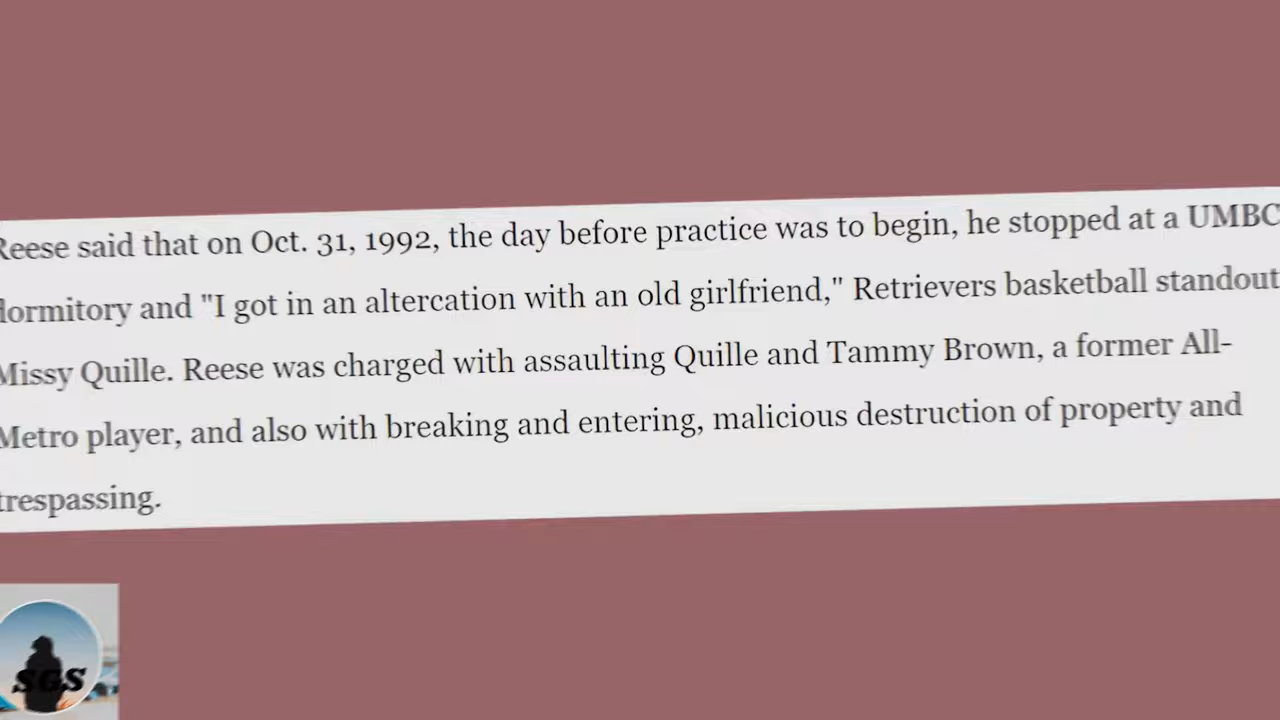 Reese said that on Oct. 31, 1992, the day before practice was to begin, he stopped at a UMBC
dormitory and "I got in an altercation with an old girlfriend," Retrievers basketball standout
Missy Quille. Reese was charged with assaulting Quille and Tammy Brown, a former All-
Metro player, and also with breaking and entering, malicious destruction of property and
trespassing.
SGS